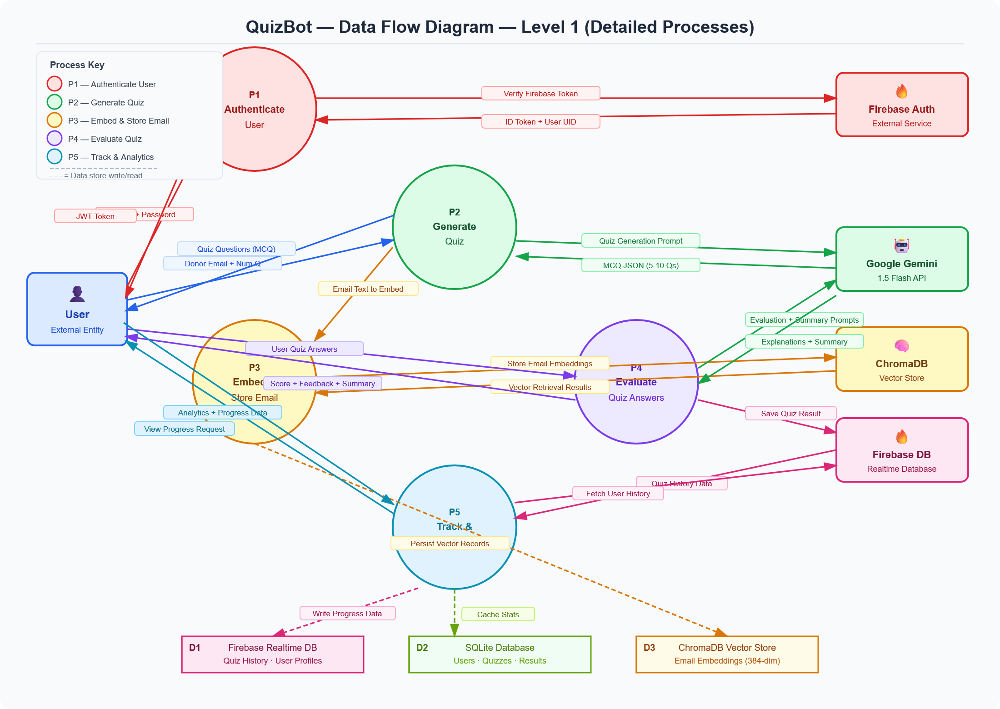 QuizBot — Data Flow Diagram — Level 1 (Detailed Processes)
Process Key
P1 — Authenticate User
P2 — Generate Quiz
P3 — Embed & Store Email
P4 — Evaluate Quiz
P5 — Track & Analytics
- - - = Data store write/read
P1
Authenticate
User
Verify Firebase Token
ID Token + User UID
Firebase Auth
External Service
JWT Token
+ Password
P2
Generate
Quiz
Quiz Questions (MCQ)
Donor Email + Num Q
Quiz Generation Prompt
MCQ JSON (5-10 Qs)
Google Gemini
1.5 Flash API
Email Text to Embed
User
External Entity
Evaluation + Summary Prompts
Explanations + Summary
User Quiz Answers
P3
Embed
Store Email
Score + Feedback + Summary
Store Email Embeddings
Vector Retrieval Results
P4
Evaluate
Quiz Answers
ChromaDB
Vector Store
Analytics + Progress Data
View Progress Request
Save Quiz Result
Firebase DB
Realtime Database
Quiz History Data
Fetch User History
P5
Track &
Persist Vector Records
Write Progress Data
Cache Stats
D1
Firebase Realtime DB
Quiz History · User Profiles
D2
SQLite Database
Users · Quizzes · Results
D3
ChromaDB Vector Store
Email Embeddings (384-dim)